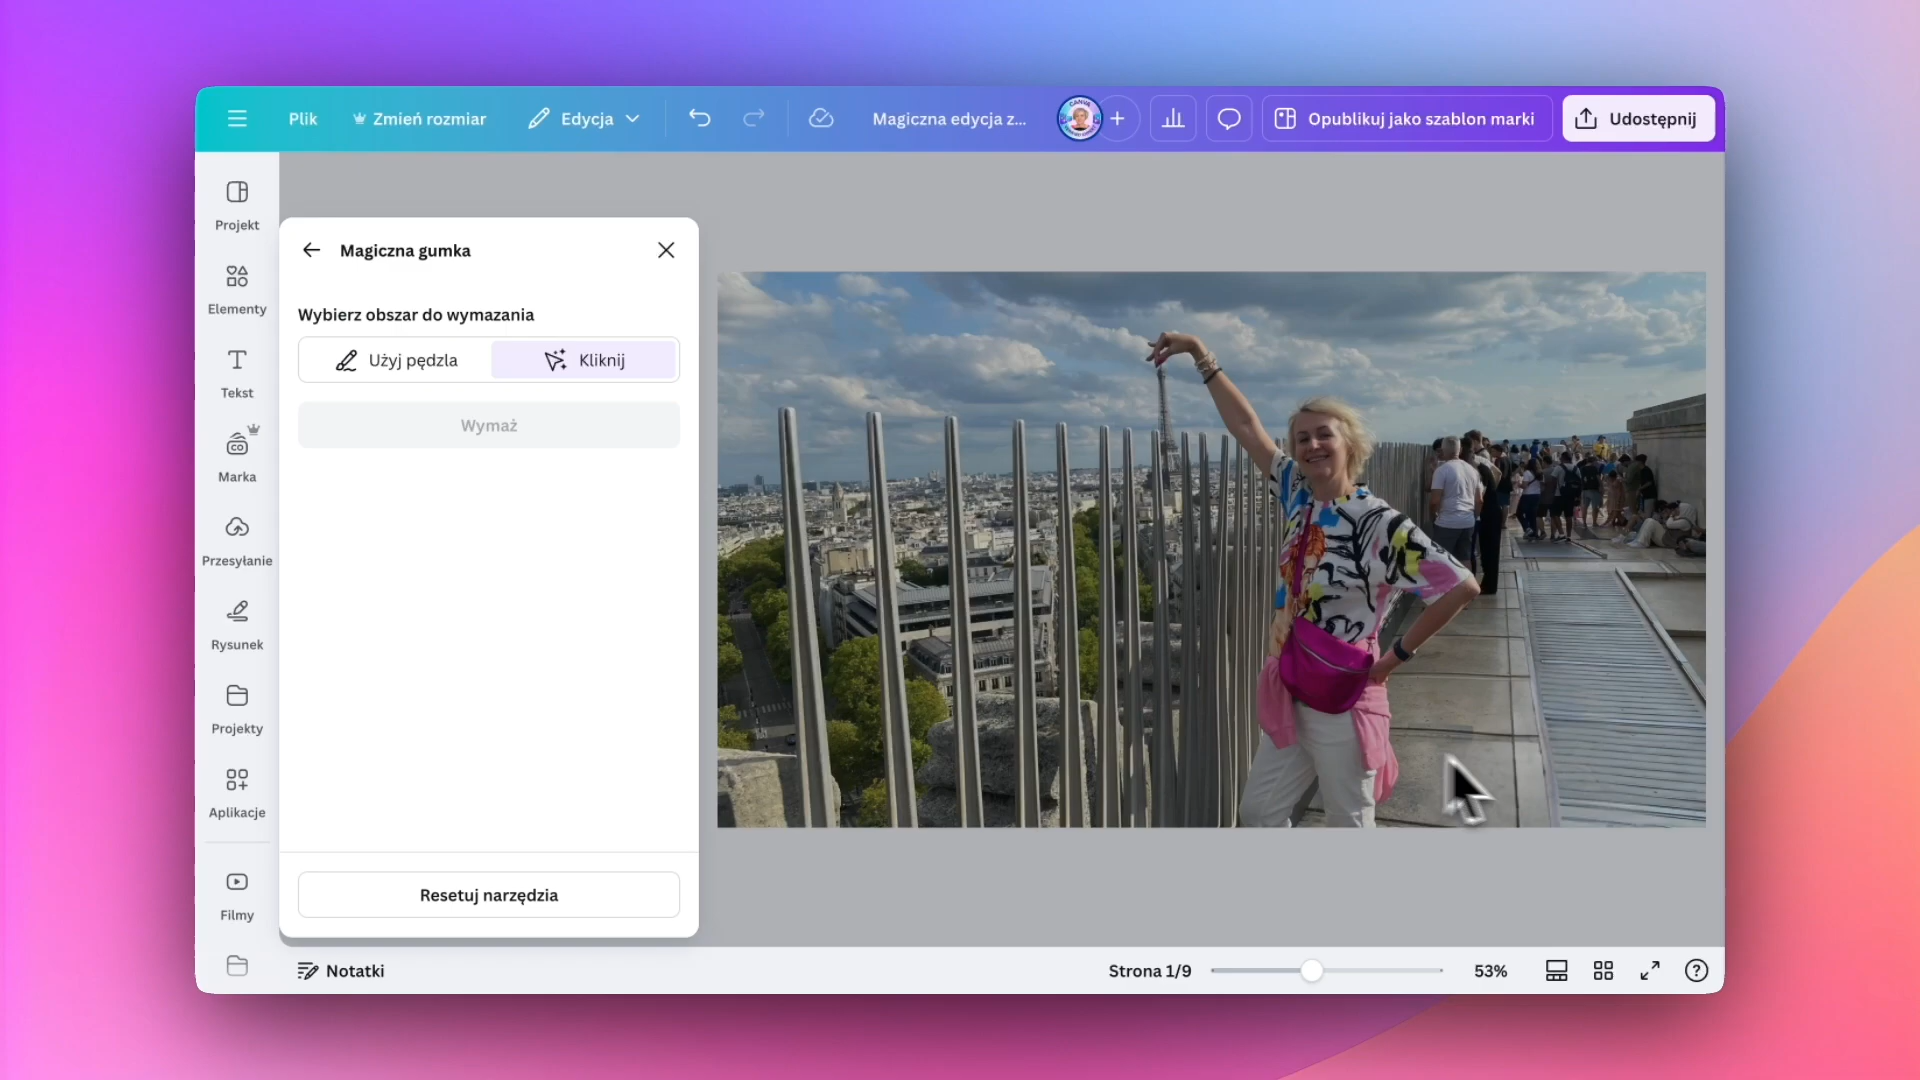 Plik
Zmień rozmiar
Edycja
Magiczna edycja z...
CANVA
Opublikuj jako szablon marki
Udostępnij
Projekt
Elementy
Tekst
Marka
Przesyłanie
Rysunek
Projekty
Aplikacje
Filmy
Magiczna gumka
Wybierz obszar do wymazania
Użyj pędzla
Kliknij
Wymaż
Resetuj narzędzia
Notatki
Strona 1/9
53%